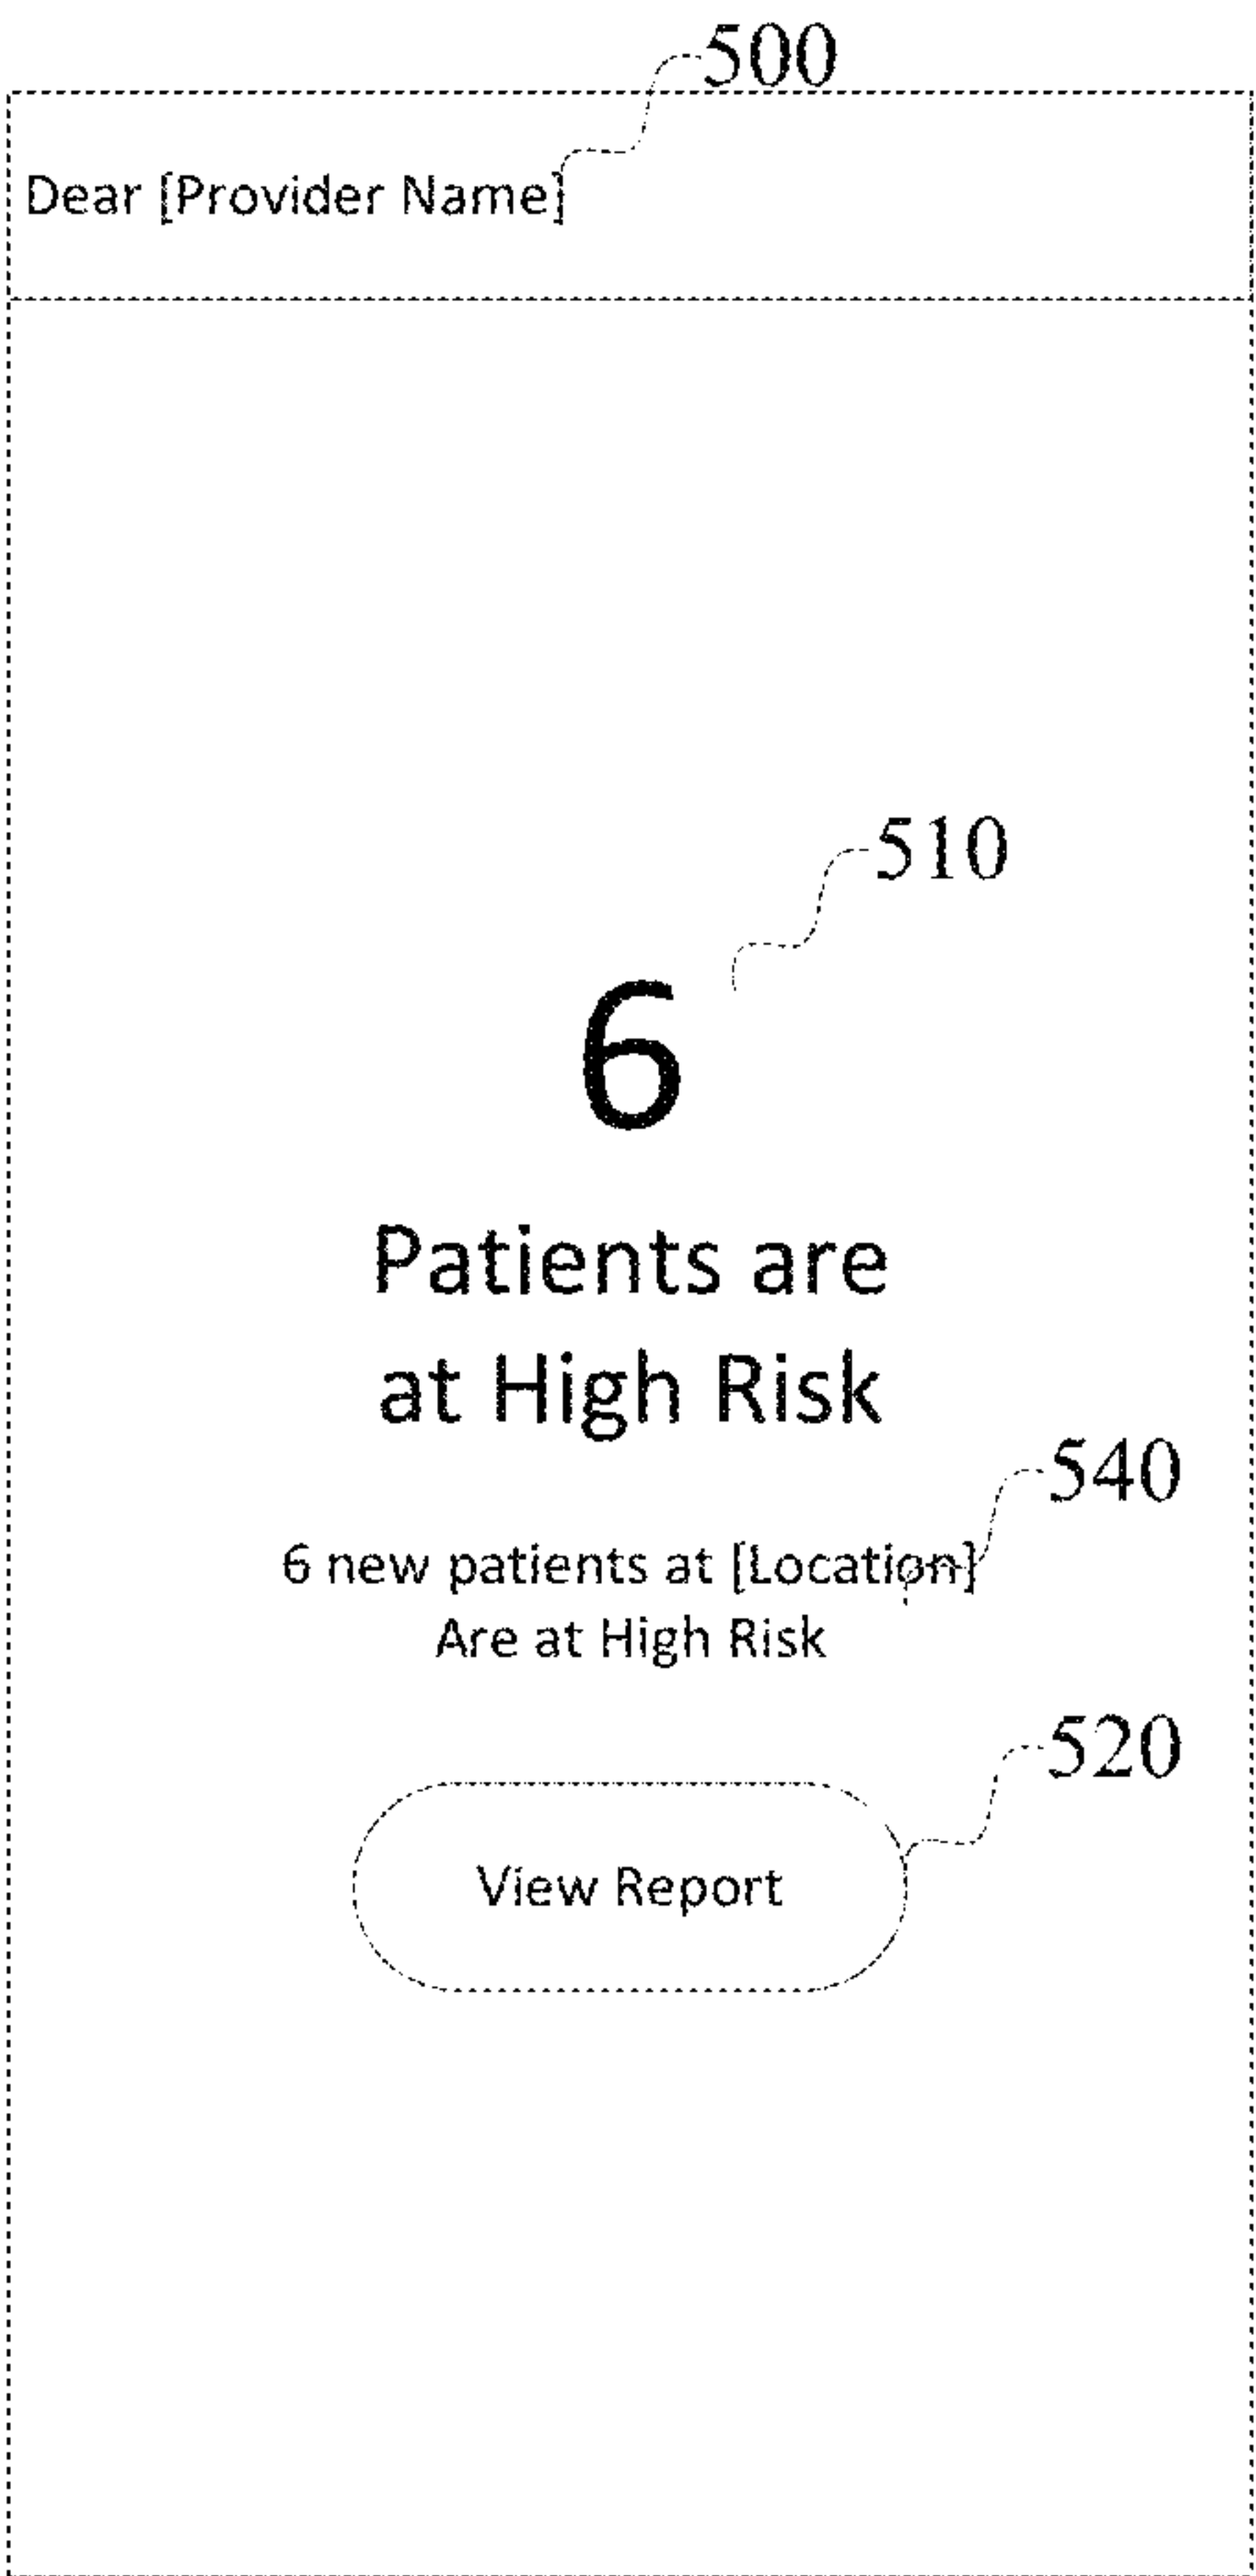 500
Dear [Provider Name]
510
6
Patients are
at High Risk
540
6 new patients at [Location]
Are at High Risk
520
View Report